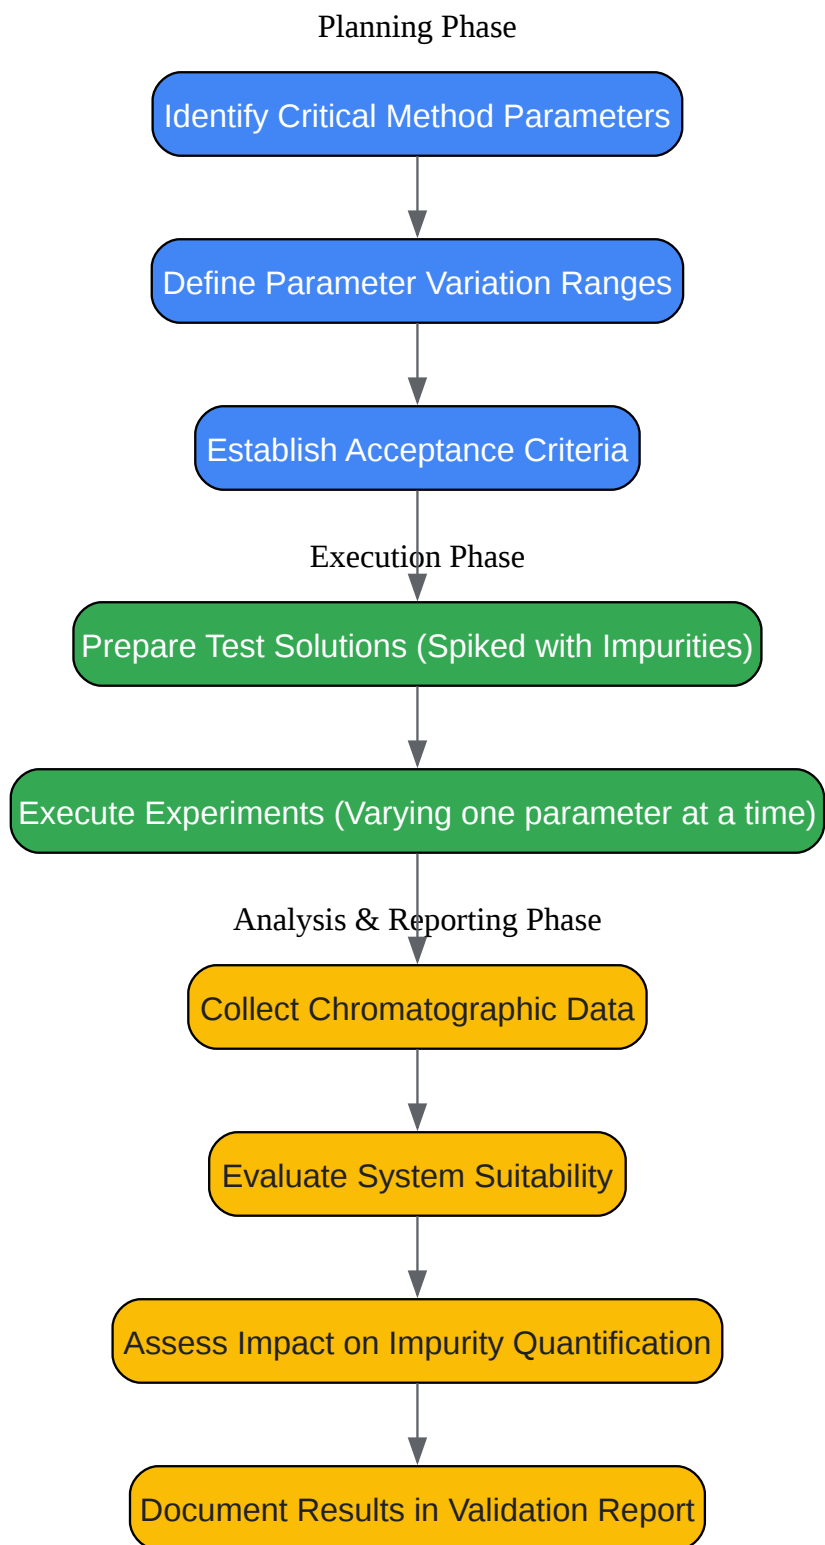 Planning Phase
Identify Critical Method Parameters
Define Parameter Variation Ranges
Establish Acceptance Criteria
Execution Phase
Prepare Test Solutions (Spiked with Impurities)
Execute Experiments (Varying one parameter at a time)
Analysis & Reporting Phase
Collect Chromatographic Data
Evaluate System Suitability
Assess Impact on Impurity Quantification
Document Results in Validation Report